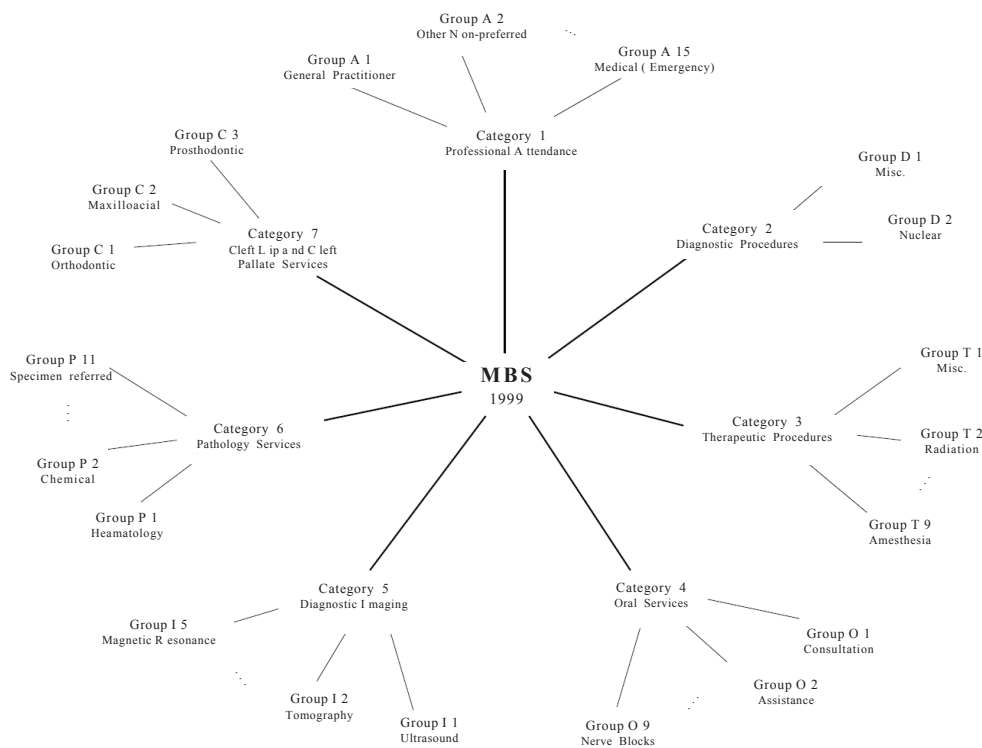 Group A 2
Other N on-preferred
Group A 1
General Practitioner
Group A 15
Medical ( Emergency)
Category 1
Professional A ttendance
Group C 3
Prosthodontic
Group C 2
Maxilloacial
Group C 1
Orthodontic
Category 7
Cleft L ip a nd C left
Pallate Services
Group D 1
Misc.
Group D 2
Nuclear
Category 2
Diagnostic Procedures
MBS
1999
Group P 11
Specimen referred
Group P 2
Chemical
Group P 1
Heamatology
Category 6
Pathology Services
Group T 1
Misc.
Group T 2
Radiation
Group T 9
Amesthesia
Category 3
Therapeutic Procedures
Category 5
Diagnostic I maging
Group I 5
Magnetic R esonance
Group I 2
Tomography
Group I 1
Ultrasound
Category 4
Oral Services
Group O 1
Consultation
Group O 2
Assistance
Group O 9
Nerve Blocks